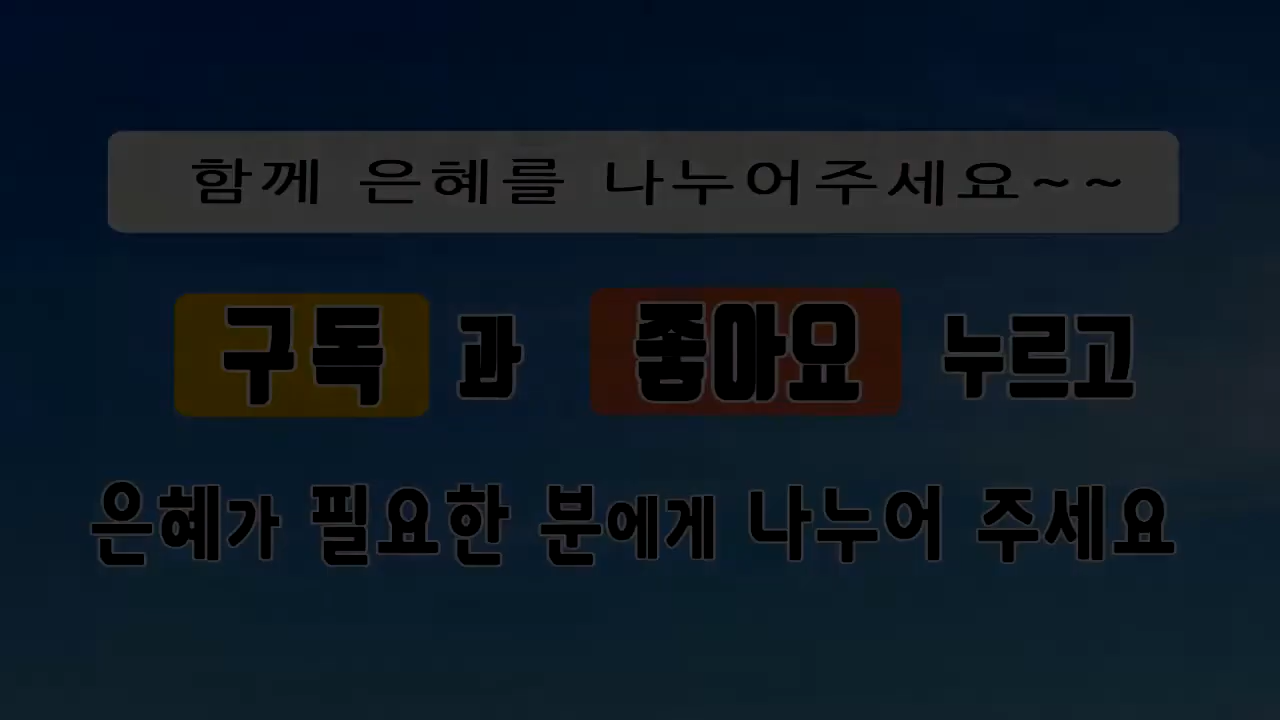 함께 은혜를 나누어주세요~~
구독 과 좋아요 누르고
은혜가 필요한 분에게 나누어 주세요